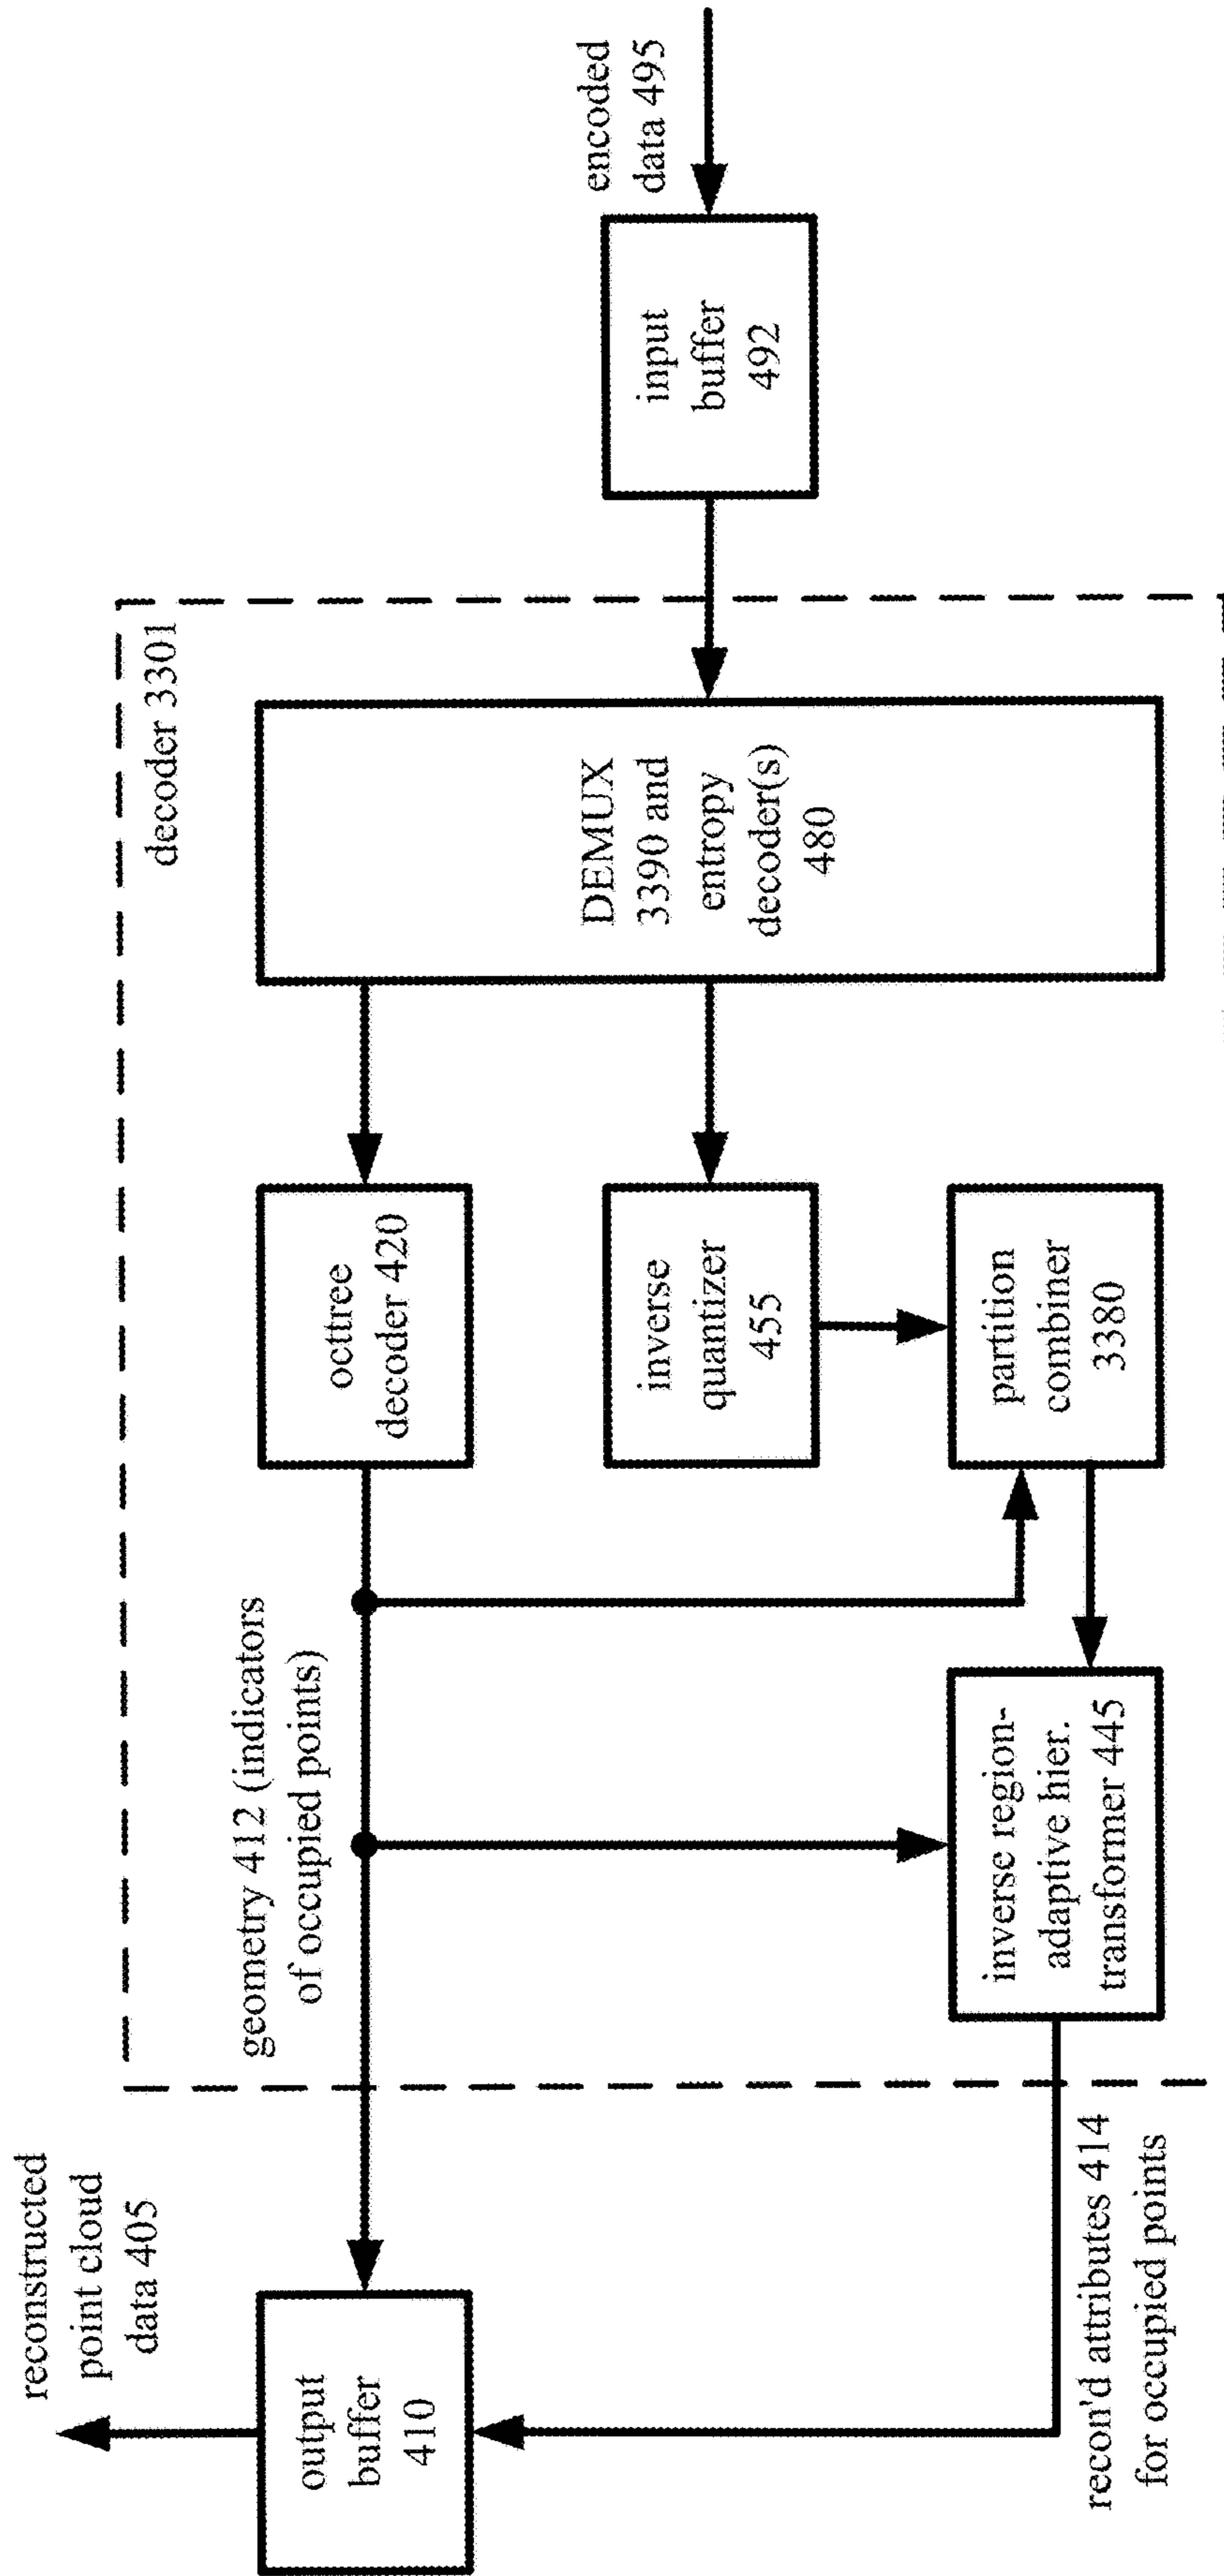 reconstructed
point cloud
data 405
output
buffer
410
geometry 412 (indicators
of occupied points)
recon'd attributes 414
for occupied points
inverse region-
adaptive hier.
transformer 445
octtree
decoder 420
inverse
quantizer
455
partition
combiner
3380
decoder 3301
DEMUX
3390 and
entropy
decoder(s)
480
input
buffer
492
encoded
data 495